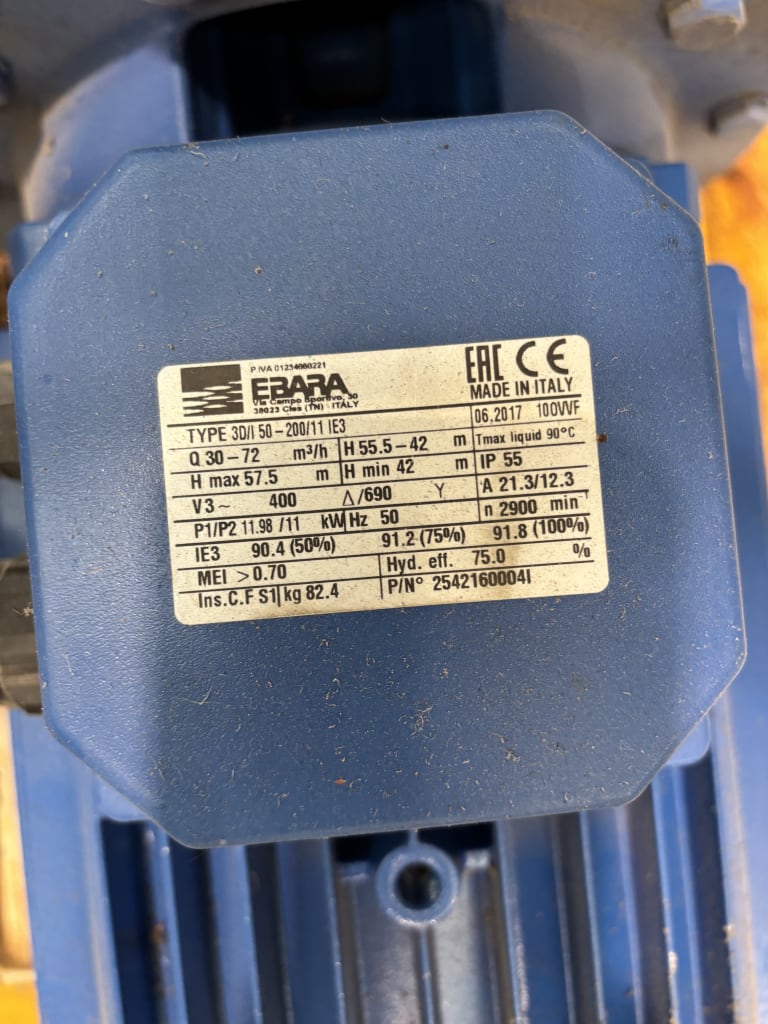 P.IVA 01234660221
EBARA
Via Campo Sportivo, 30
38023 Cles (TN) - ITALY
EAC CE
MADE IN ITALY
TYPE 3D/I 50-200/11 IE3 06,2017 100VVF
Q 30-72 m³/h H 55.5-42 m Tmax liquid 90°C
H max 57.5 m H min 42 m IP 55
V3~ 400 Δ/690 Y A 21.3/12.3
P1/P2 11.98 /11 kW Hz 50 n 2900 min⁻¹
IE3 90.4 (50%) 91.2 (75%) 91.8 (100%)
MEI >0.70 Hyd. eff. 75.0 %
Ins.C.F S1 kg 82.4 P/N° 2542160004I